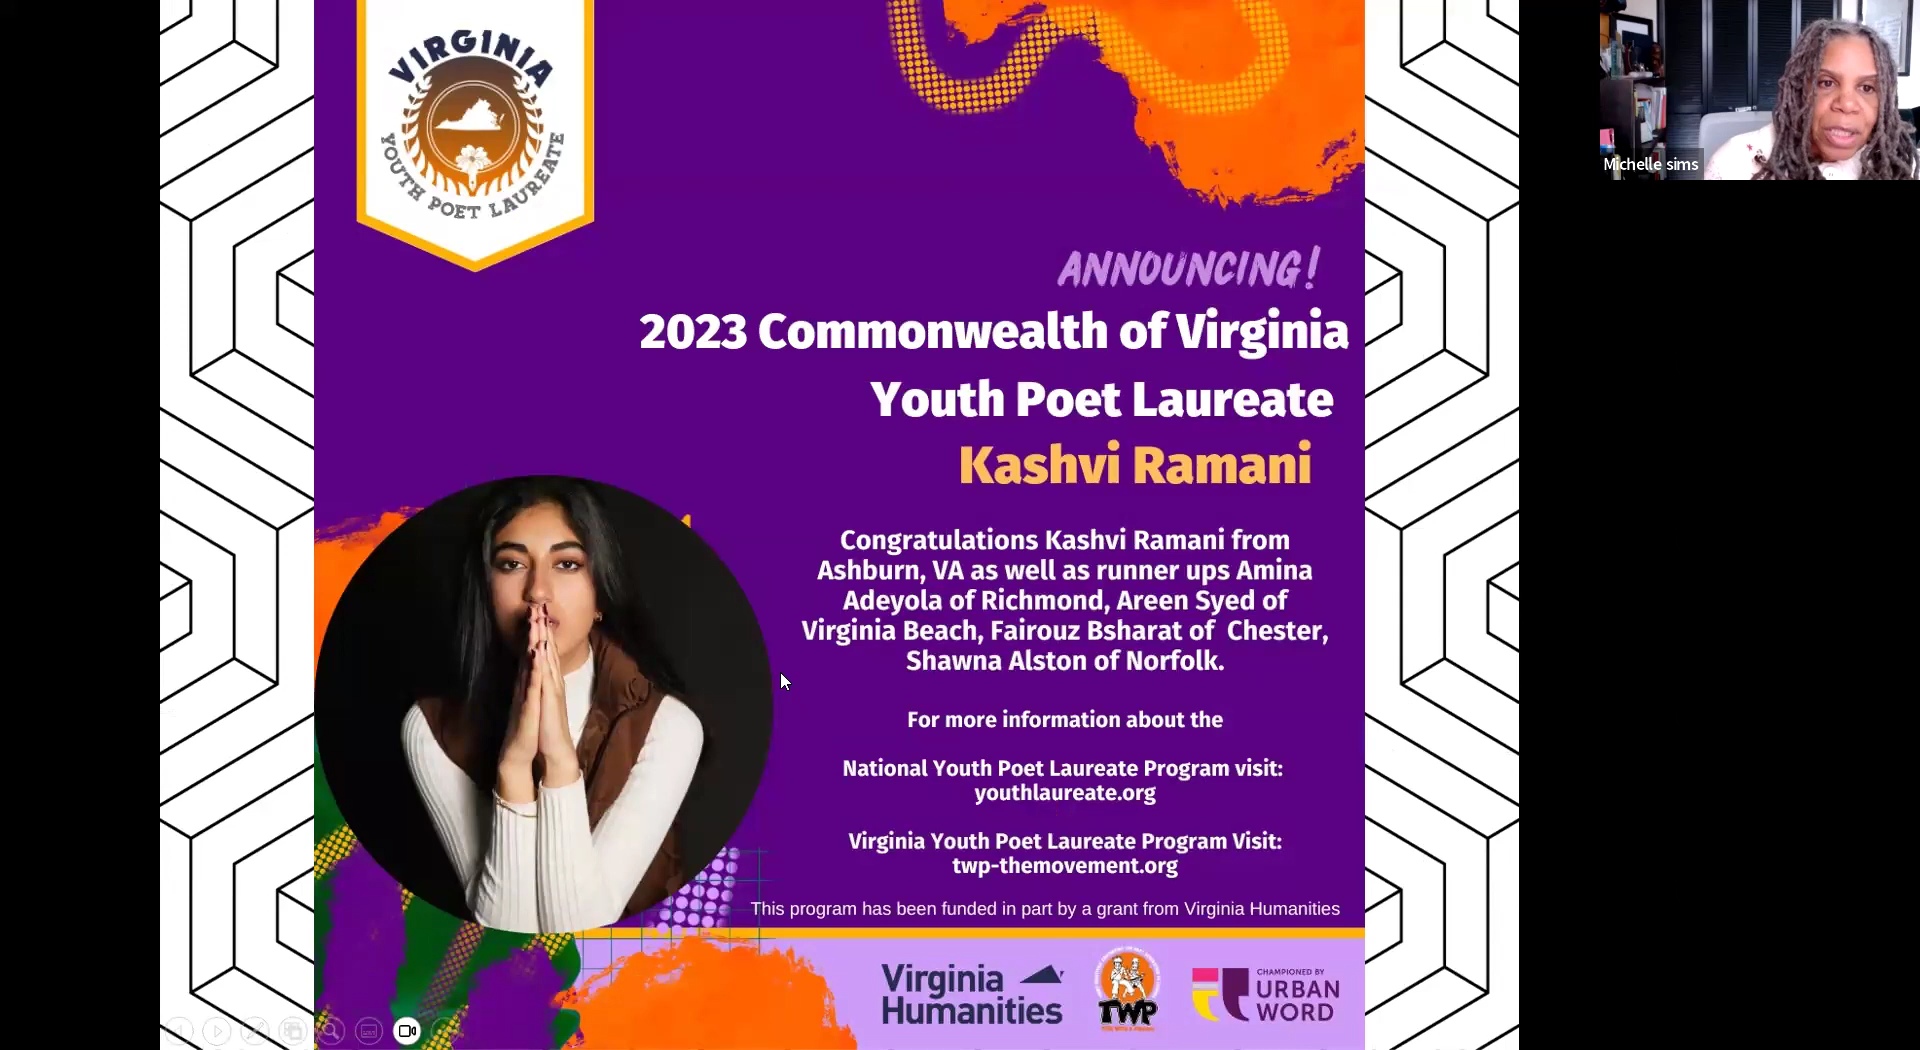 VIRGINIA
YOUTH POET LAUREATE
ANNOUNCING!
2023 Commonwealth of Virginia
Youth Poet Laureate
Kashvi Ramani
Congratulations Kashvi Ramani from
Ashburn, VA as well as runner ups Amina
Adeyola of Richmond, Areen Syed of
Virginia Beach, Fairouz Bsharat of Chester,
Shawna Alston of Norfolk.
For more information about the
National Youth Poet Laureate Program visit:
youthlaureate.org
Virginia Youth Poet Laureate Program Visit:
twp-themovement.org
This program has been funded in part by a grant from Virginia Humanities
Virginia
Humanities
TWP
CHAMPIONED BY
URBAN
WORD
Michelle sims